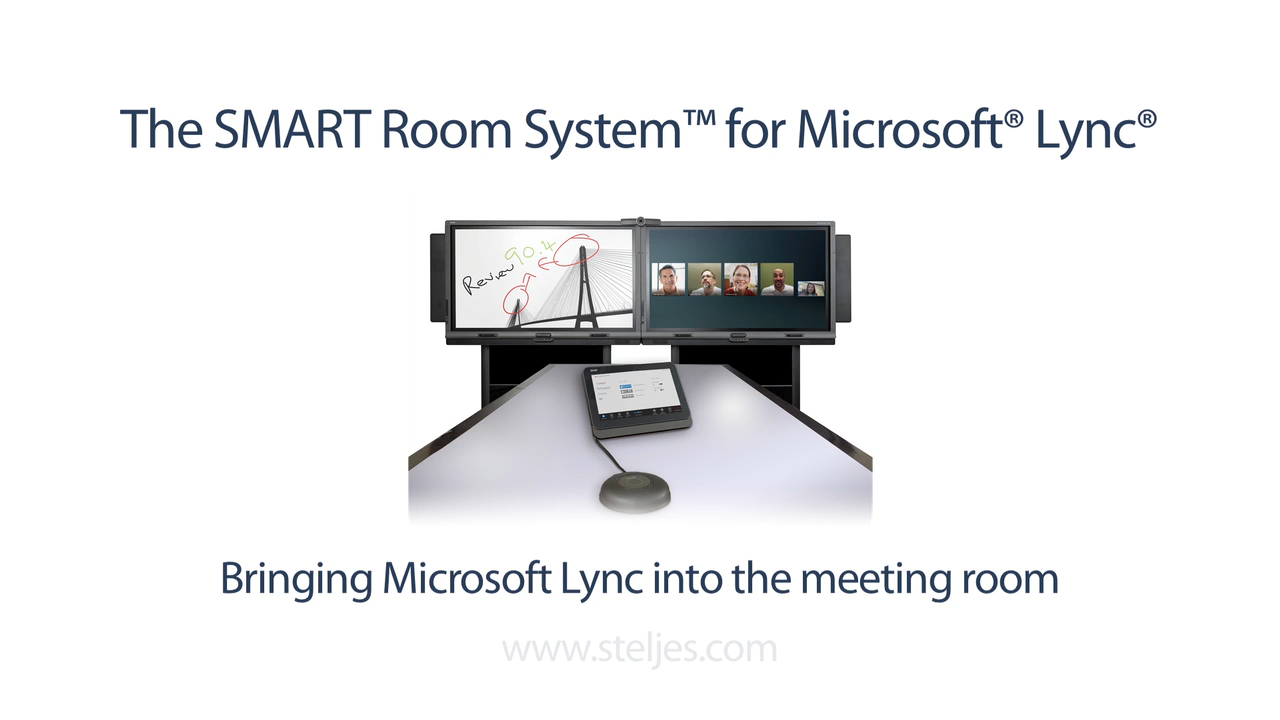 The SMART Room System™ for Microsoft® Lync®
Review
90.4
Bringing Microsoft Lync into the meeting room
www.steljes.com